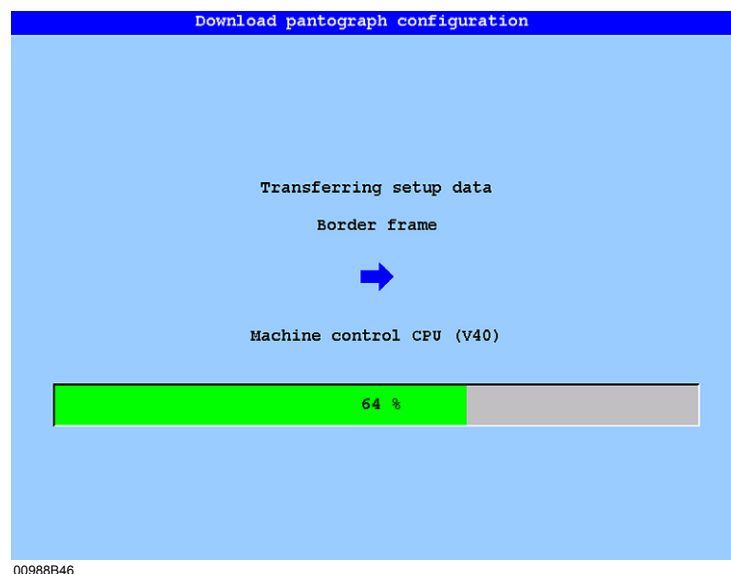 Download pantograph configuration
Transferring setup data
Border frame
Machine control CPU (V40)
64 %
00988B46